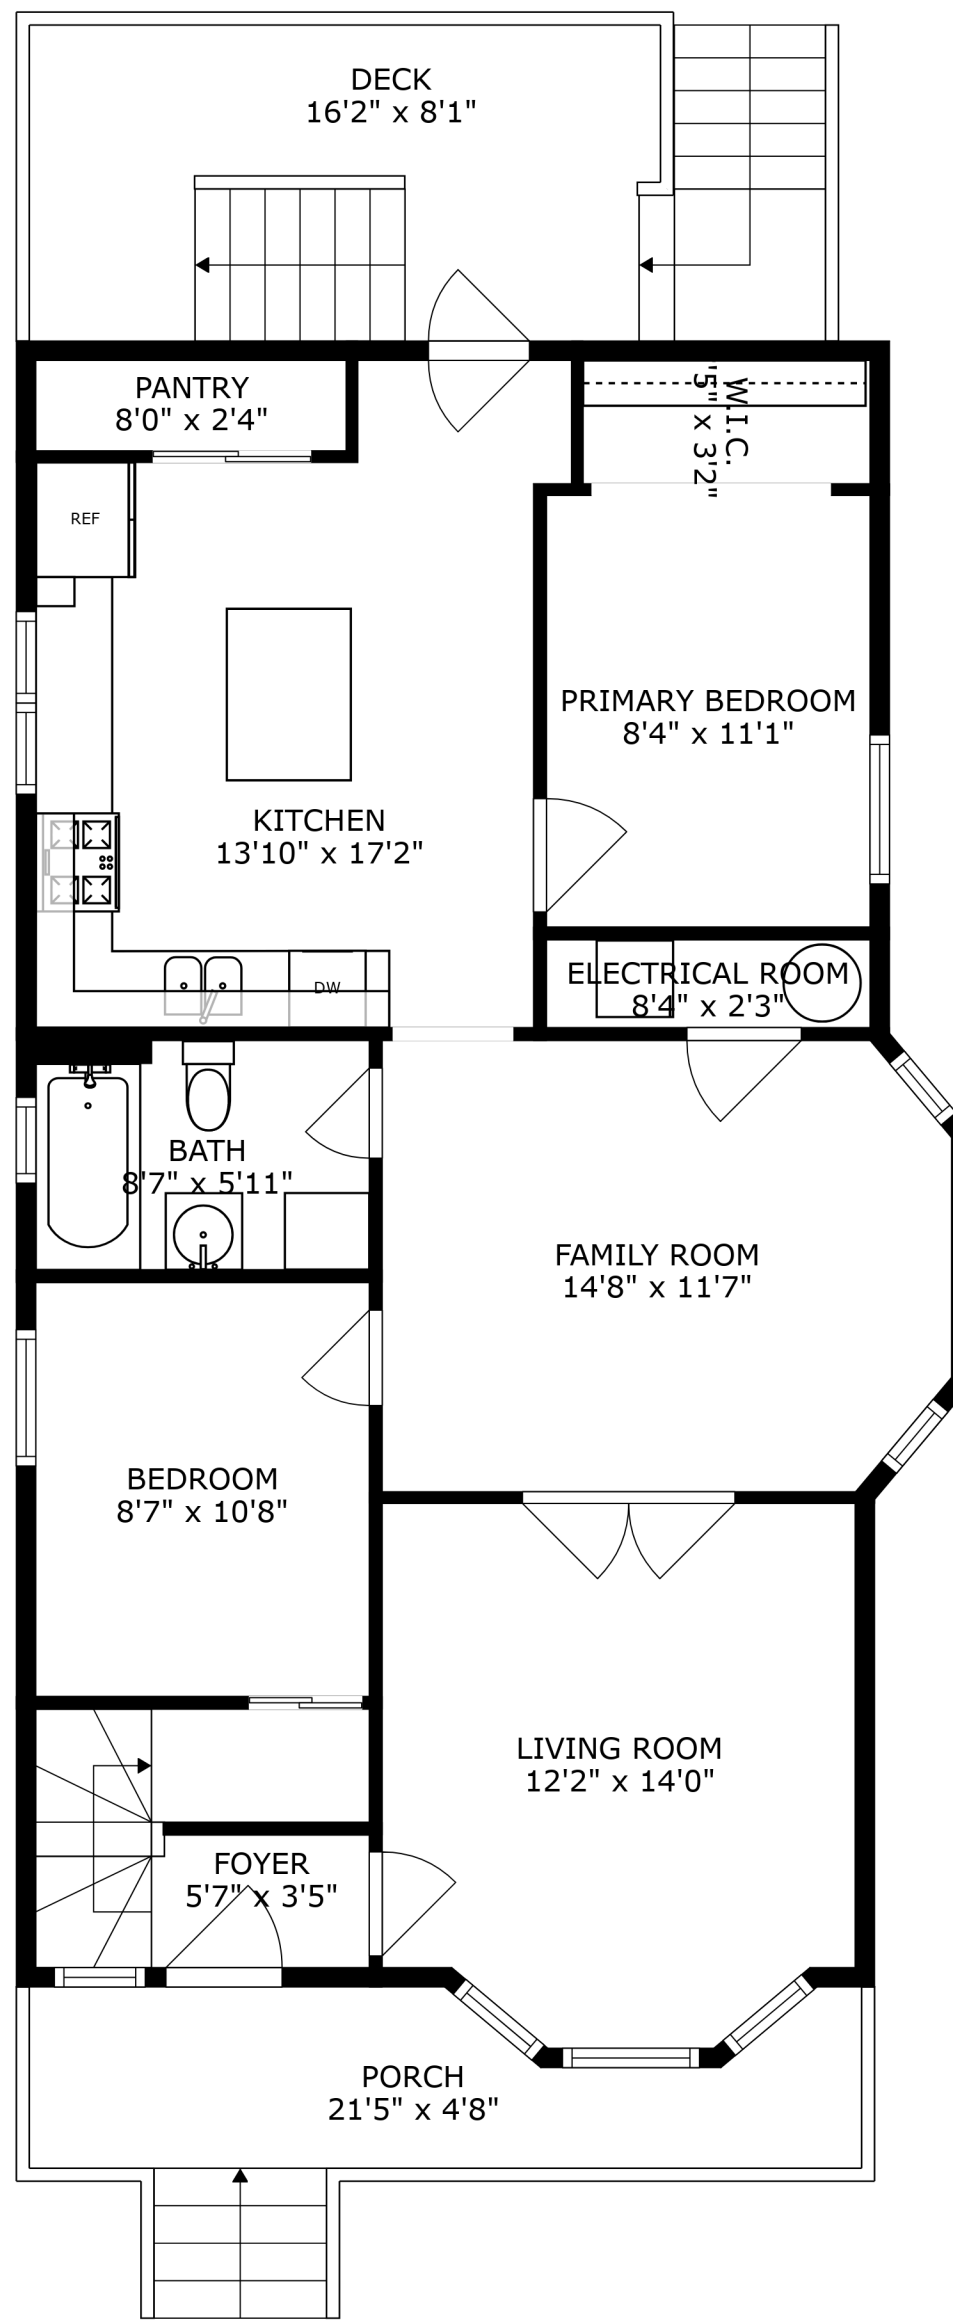 DECK
16'2" x 8'1"
PANTRY
8'0" x 2'4"
W.I.C.
'5" x 3'2"
REF
PRIMARY BEDROOM
8'4" x 11'1"
KITCHEN
13'10" x 17'2"
ELECTRICAL ROOM
8'4" x 2'3"
DW
BATH
8'7" x 5'11"
FAMILY ROOM
14'8" x 11'7"
BEDROOM
8'7" x 10'8"
LIVING ROOM
12'2" x 14'0"
FOYER
5'7" x 3'5"
PORCH
21'5" x 4'8"